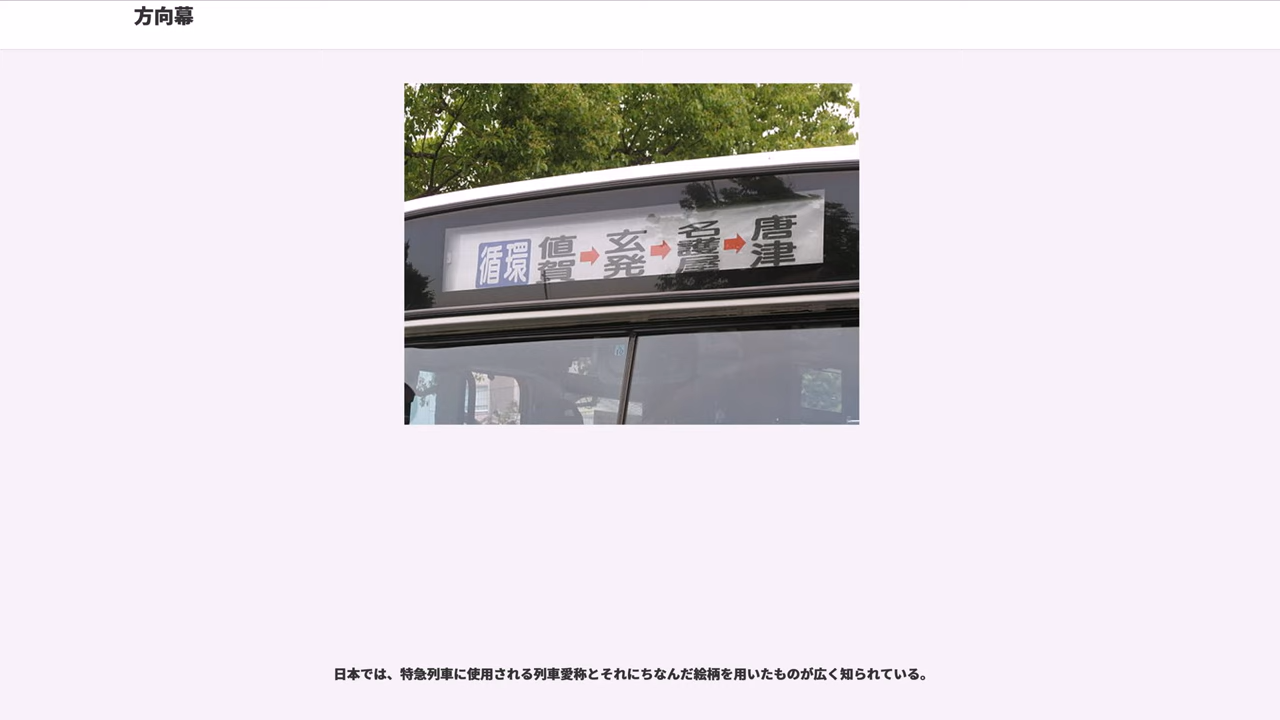 方向幕
循環 値賀➡玄発➡名護屋➡唐津
日本では、特急列車に使用される列車愛称とそれにちなんだ絵柄を用いたものが広く知られている。